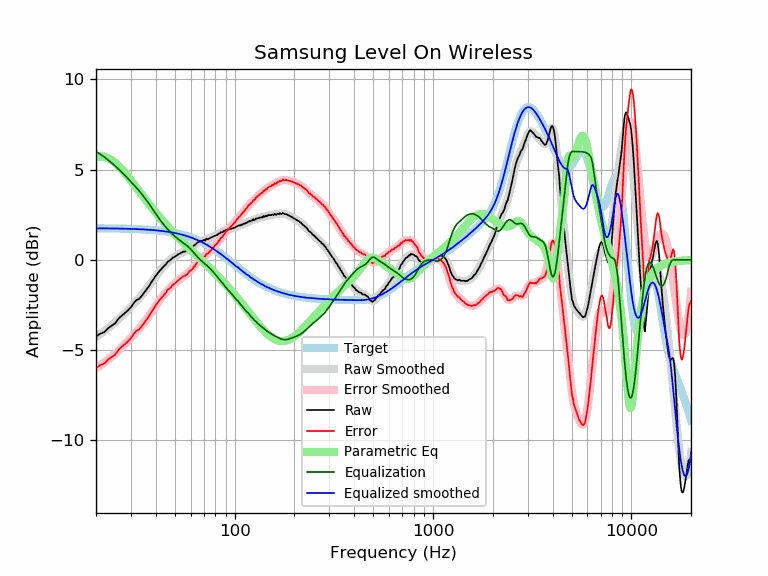 Samsung Level On Wireless
Amplitude (dBr)
10
5
0
−5
−10
Target
Raw Smoothed
Error Smoothed
Raw
Error
Parametric Eq
Equalization
Equalized smoothed
100
1000
10000
Frequency (Hz)